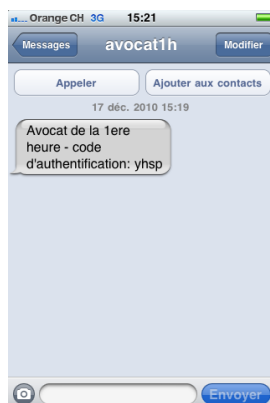 Orange CH 3G 15:21
Messages avocat1h Modifier
Appeler Ajouter aux contacts
17 déc. 2010 15:19
Avocat de la 1ere
heure - code
d'authentification: yhsp
Envoyer